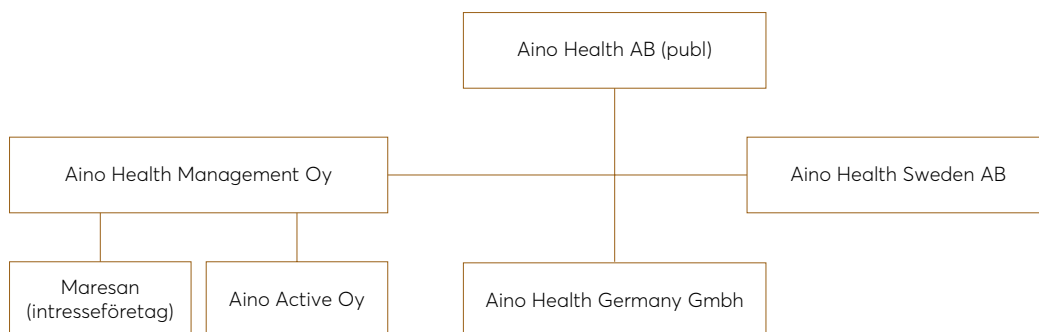 Aino Health AB (publ)
Aino Health Management Oy
Aino Health Sweden AB
Maresan
(intresseföretag)
Aino Active Oy
Aino Health Germany Gmbh